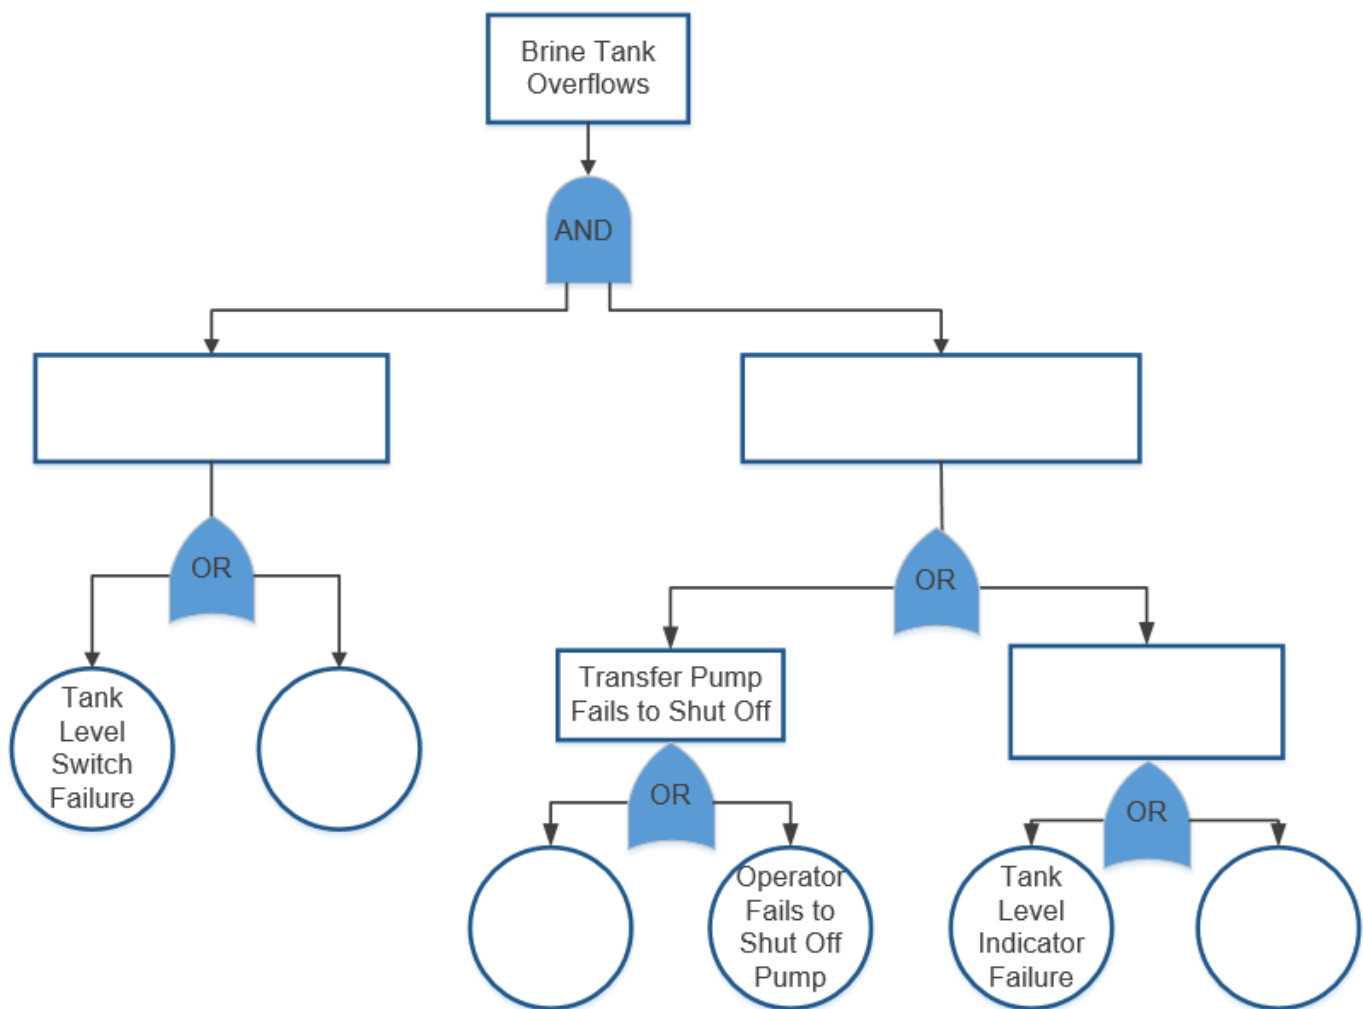 Brine Tank
Overflows
AND
OR
OR
Tank
Level
Switch
Failure
Transfer Pump
Fails to Shut Off
OR
OR
Operator
Fails to
Shut Off
Pump
Tank
Level
Indicator
Failure